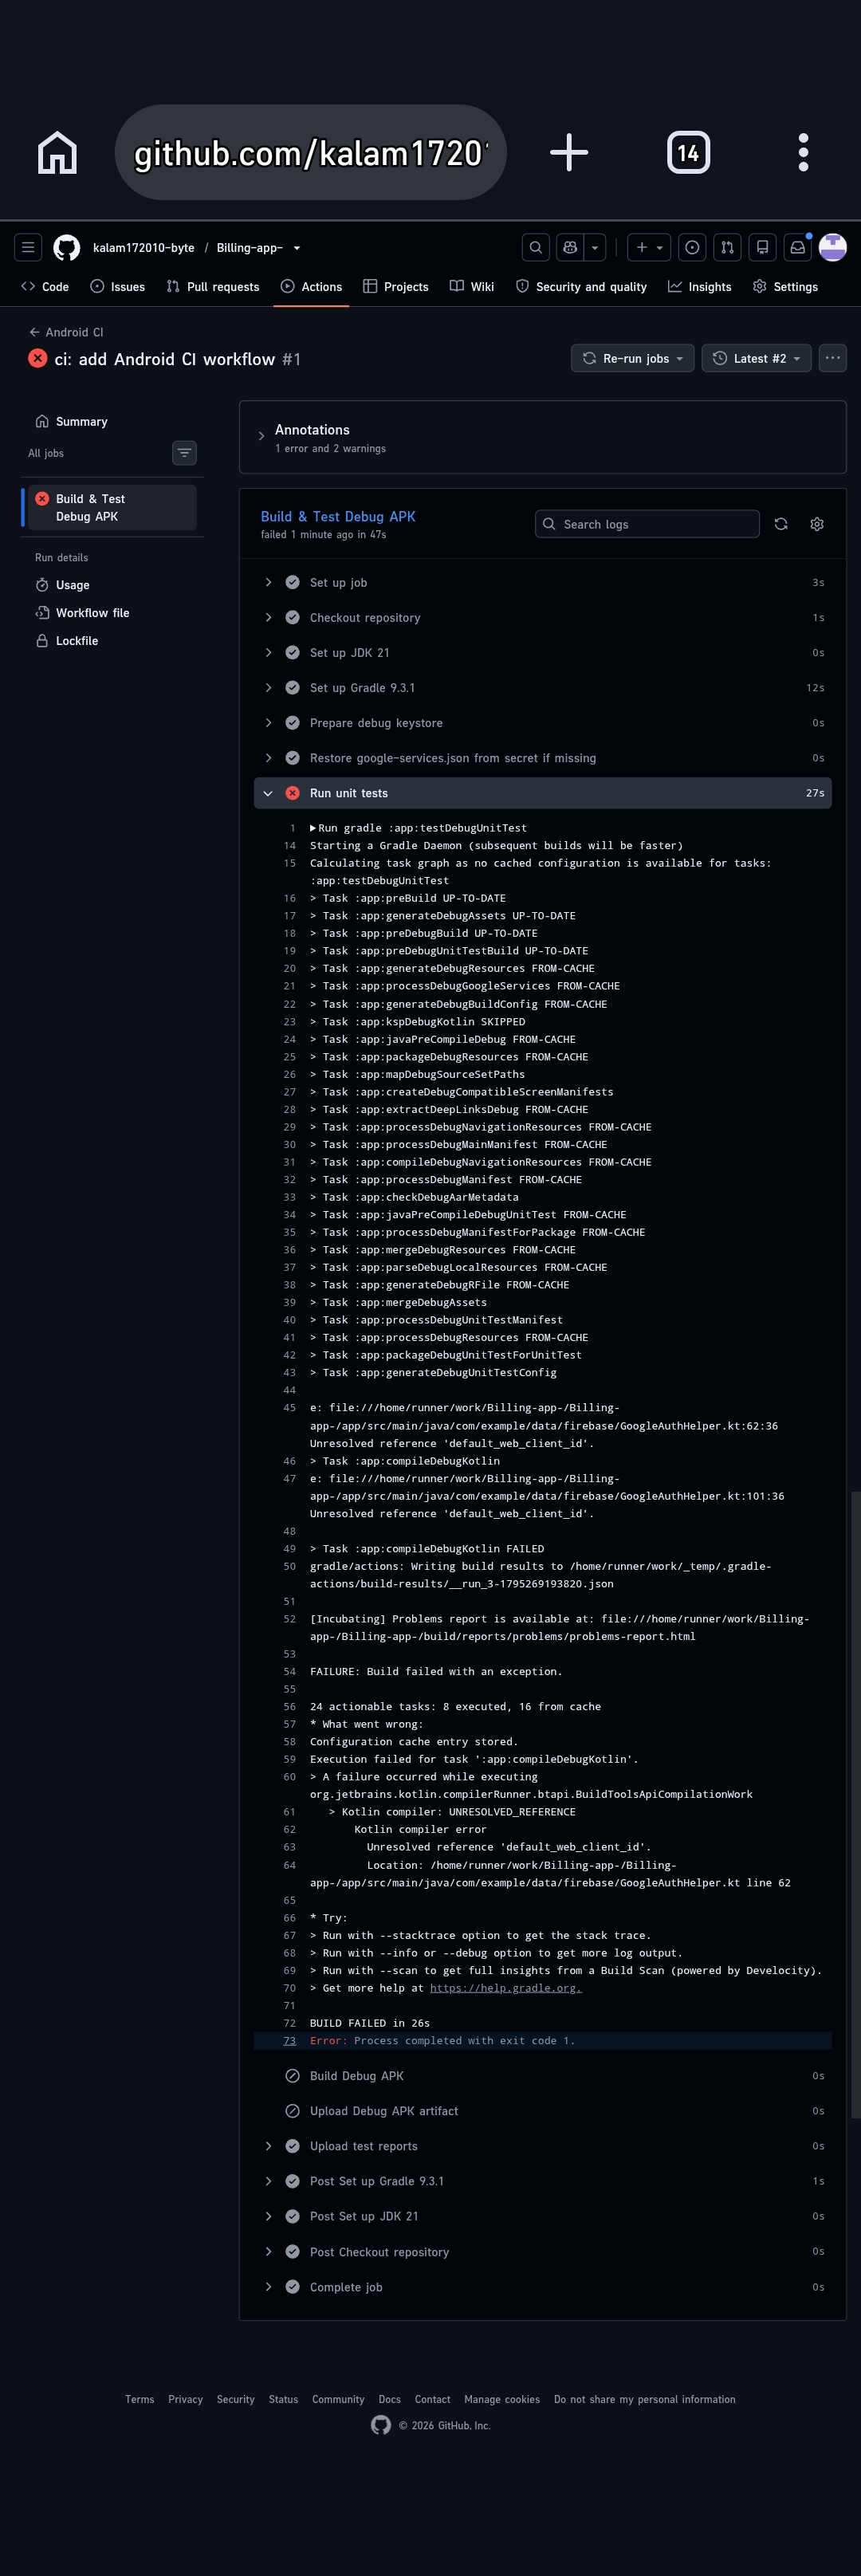 github.com/kalam1720
14
kalam172010-byte / Billing-app-
Code Issues Pull requests Actions Projects Wiki Security and quality Insights Settings
Android CI
ci: add Android CI workflow #1
Re-run jobs
Latest #2
Summary
All jobs
Build & Test
Debug APK
Run details
Usage
Workflow file
Lockfile
Annotations
1 error and 2 warnings
Build & Test Debug APK
failed 1 minute ago in 47s
Search logs
Set up job 3s
Checkout repository 1s
Set up JDK 21 0s
Set up Gradle 9.3.1 12s
Prepare debug keystore 0s
Restore google-services.json from secret if missing 0s
Run unit tests 27s
1 Run gradle :app:testDebugUnitTest
14 Starting a Gradle Daemon (subsequent builds will be faster)
15 Calculating task graph as no cached configuration is available for tasks:
:app:testDebugUnitTest
16 > Task :app:preBuild UP-TO-DATE
17 > Task :app:generateDebugAssets UP-TO-DATE
18 > Task :app:preDebugBuild UP-TO-DATE
19 > Task :app:preDebugUnitTestBuild UP-TO-DATE
20 > Task :app:generateDebugResources FROM-CACHE
21 > Task :app:processDebugGoogleServices FROM-CACHE
22 > Task :app:generateDebugBuildConfig FROM-CACHE
23 > Task :app:kspDebugKotlin SKIPPED
24 > Task :app:javaPreCompileDebug FROM-CACHE
25 > Task :app:packageDebugResources FROM-CACHE
26 > Task :app:mapDebugSourceSetPaths
27 > Task :app:createDebugCompatibleScreenManifests
28 > Task :app:extractDeepLinksDebug FROM-CACHE
29 > Task :app:processDebugNavigationResources FROM-CACHE
30 > Task :app:processDebugMainManifest FROM-CACHE
31 > Task :app:compileDebugNavigationResources FROM-CACHE
32 > Task :app:processDebugManifest FROM-CACHE
33 > Task :app:checkDebugAarMetadata
34 > Task :app:javaPreCompileDebugUnitTest FROM-CACHE
35 > Task :app:processDebugManifestForPackage FROM-CACHE
36 > Task :app:mergeDebugResources FROM-CACHE
37 > Task :app:parseDebugLocalResources FROM-CACHE
38 > Task :app:generateDebugRFile FROM-CACHE
39 > Task :app:mergeDebugAssets
40 > Task :app:processDebugUnitTestManifest
41 > Task :app:processDebugResources FROM-CACHE
42 > Task :app:packageDebugUnitTestForUnitTest
43 > Task :app:generateDebugUnitTestConfig
44
45 e: file:///home/runner/work/Billing-app-/Billing-
app-/app/src/main/java/com/example/data/firebase/GoogleAuthHelper.kt:62:36
Unresolved reference 'default_web_client_id'.
46 > Task :app:compileDebugKotlin
47 e: file:///home/runner/work/Billing-app-/Billing-
app-/app/src/main/java/com/example/data/firebase/GoogleAuthHelper.kt:101:36
Unresolved reference 'default_web_client_id'.
48
49 > Task :app:compileDebugKotlin FAILED
50 gradle/actions: Writing build results to /home/runner/work/_temp/.gradle-
actions/build-results/__run_3-1795269193820.json
51
52 [Incubating] Problems report is available at: file:///home/runner/work/Billing-
app-/Billing-app-/build/reports/problems/problems-report.html
53
54 FAILURE: Build failed with an exception.
55
56 24 actionable tasks: 8 executed, 16 from cache
57 * What went wrong:
58 Configuration cache entry stored.
59 Execution failed for task ':app:compileDebugKotlin'.
60 > A failure occurred while executing
org.jetbrains.kotlin.compilerRunner.btapi.BuildToolsApiCompilationWork
61 > Kotlin compiler: UNRESOLVED_REFERENCE
62 Kotlin compiler error
63 Unresolved reference 'default_web_client_id'.
64 Location: /home/runner/work/Billing-app-/Billing-
app-/app/src/main/java/com/example/data/firebase/GoogleAuthHelper.kt line 62
65
66 * Try:
67 > Run with --stacktrace option to get the stack trace.
68 > Run with --info or --debug option to get more log output.
69 > Run with --scan to get full insights from a Build Scan (powered by Develocity).
70 > Get more help at https://help.gradle.org.
71
72 BUILD FAILED in 26s
73 Error: Process completed with exit code 1.
Build Debug APK 0s
Upload Debug APK artifact 0s
Upload test reports 0s
Post Set up Gradle 9.3.1 1s
Post Set up JDK 21 0s
Post Checkout repository 0s
Complete job 0s
Terms Privacy Security Status Community Docs Contact Manage cookies Do not share my personal information
© 2026 GitHub, Inc.